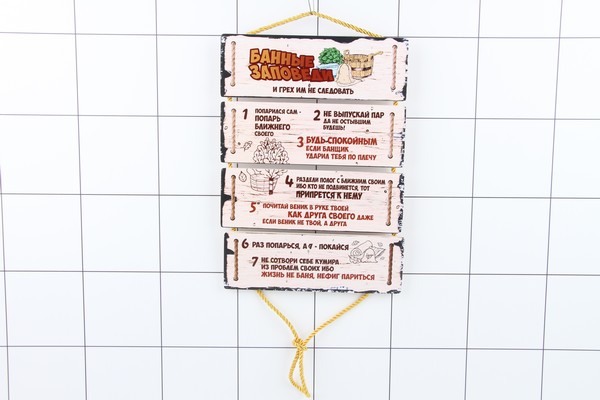 БАННЫЕ
ЗАПОВЕДИ
И ГРЕХ ИМ НЕ СЛЕДОВАТЬ
1 ПОПАРИЛСЯ САМ -
ПОПАРЬ
БЛИЖНЕГО
СВОЕГО
2 НЕ ВЫПУСКАЙ ПАР
ДА НЕ ОСТЫВШИМ
БУДЕШЬ!
3 БУДЬ СПОКОЙНЫМ
ЕСЛИ БАНЩИК
УДАРИЛ ТЕБЯ ПО ПЛЕЧУ
4 РАЗДЕЛИ ПОЛОГ С БЛИЖНИМ СВОИМ
ИБО КТО НЕ ПОДВИНЕТСЯ, ТОТ
ПРИПРЕТСЯ К НЕМУ
5 ПОЧИТАЙ ВЕНИК В РУКЕ ТВОЕЙ
КАК ДРУГА СВОЕГО ДАЖЕ
ЕСЛИ ВЕНИК НЕ ТВОЙ, А ДРУГА
6 РАЗ ПОПАРЬСЯ, А 7 - ПОКАЙСЯ
7 НЕ СОТВОРИ СЕБЕ КУМИРА
ИЗ ПРОБЛЕМ СВОИХ ИБО
ЖИЗНЬ НЕ БАНЯ, НЕФИГ ПАРИТЬСЯ